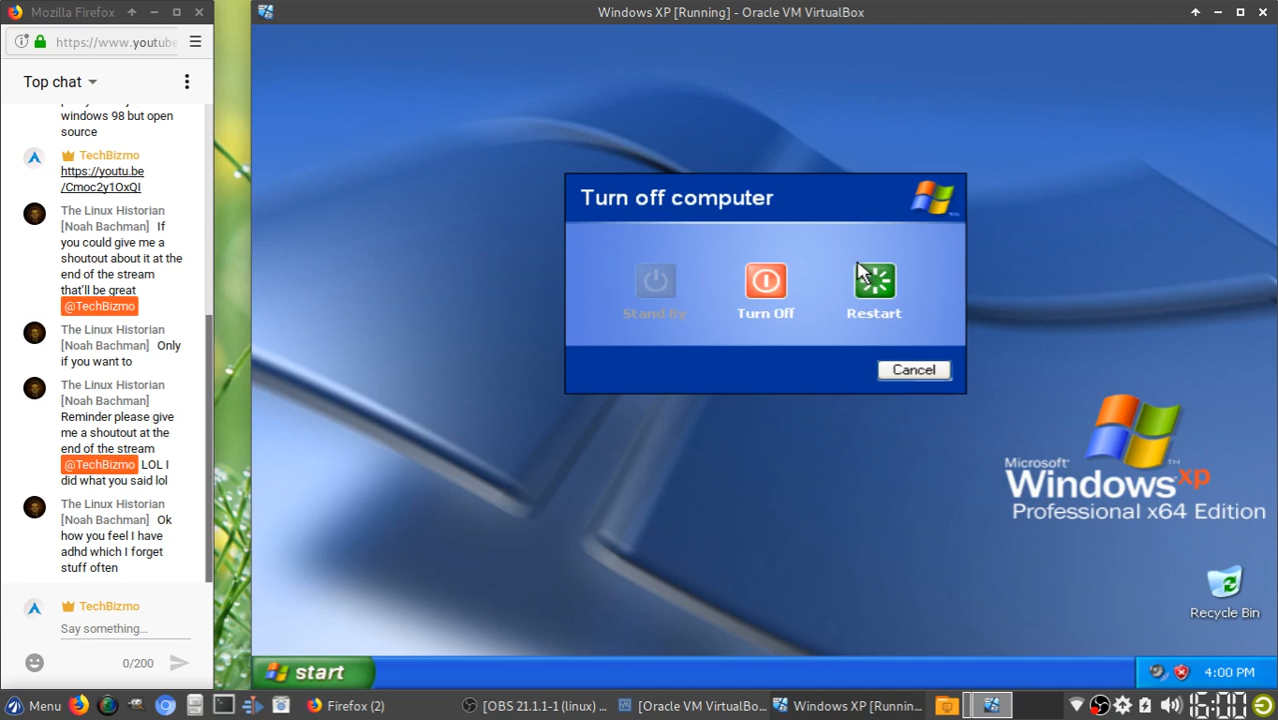 Mozilla Firefox
https://www.youtube
Top chat
windows 98 but open
source
TechBizmo
https://youtu.be
/Cmoc2y1OxQI
The Linux Historian
[Noah Bachman] If
you could give me a
shoutout about it at the
end of the stream
that'll be great
@TechBizmo
The Linux Historian
[Noah Bachman] Only
if you want to
The Linux Historian
[Noah Bachman]
Reminder please give
me a shoutout at the
end of the stream
@TechBizmo LOL I
did what you said lol
The Linux Historian
[Noah Bachman] Ok
how you feel I have
adhd which I forget
stuff often
TechBizmo
Say something...
0/200
Windows XP [Running] - Oracle VM VirtualBox
Turn off computer
Stand By
Turn Off
Restart
Cancel
Microsoft
Windows xp
Professional x64 Edition
Recycle Bin
start
4:00 PM
Menu
Firefox (2)
[OBS 21.1.1-1 (linux) ...
[Oracle VM VirtualBo...
Windows XP [Runnin...
16:00